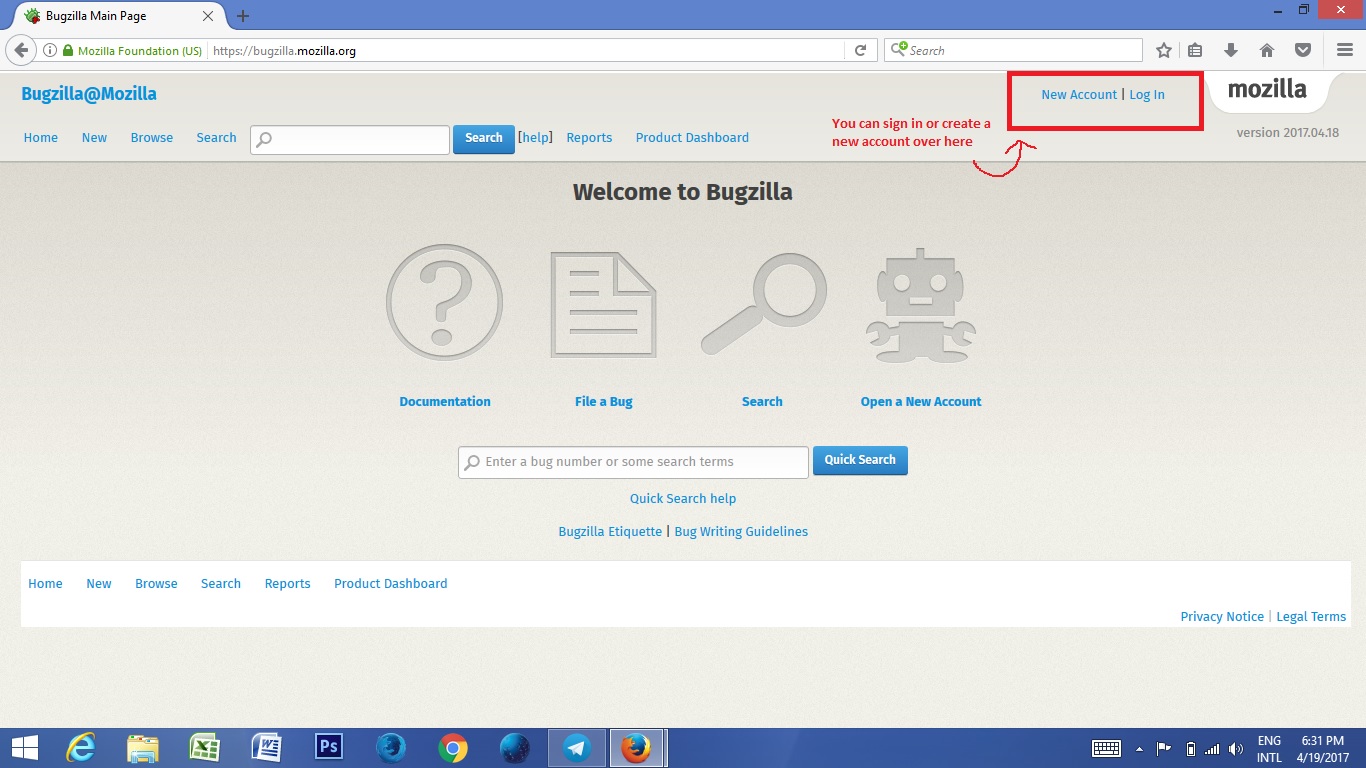 Bugzilla Main Page
Mozilla Foundation (US) https://bugzilla.mozilla.org Search
Bugzilla@Mozilla New Account | Log In mozilla
You can sign in or create a
new account over here
version 2017.04.18
Home New Browse Search Search [help] Reports Product Dashboard
Welcome to Bugzilla
Documentation File a Bug Search Open a New Account
Enter a bug number or some search terms Quick Search
Quick Search help
Bugzilla Etiquette | Bug Writing Guidelines
Home New Browse Search Reports Product Dashboard
Privacy Notice | Legal Terms
Ps
ENG 6:31 PM
INTL 4/19/2017